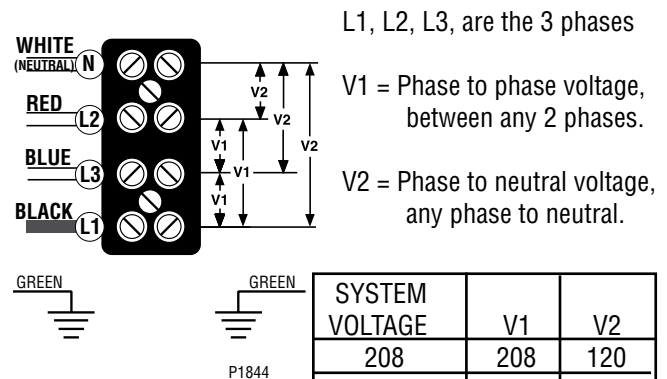 L1, L2, L3, are the 3 phases
WHITE
(NEUTRAL) N
RED
L2
BLUE
L3
BLACK
L1
V2
V2
V2
V1
V1
V1
V1 = Phase to phase voltage,
between any 2 phases.
V2 = Phase to neutral voltage,
any phase to neutral.
GREEN
GREEN
P1844
SYSTEM
VOLTAGE V1 V2
208 208 120